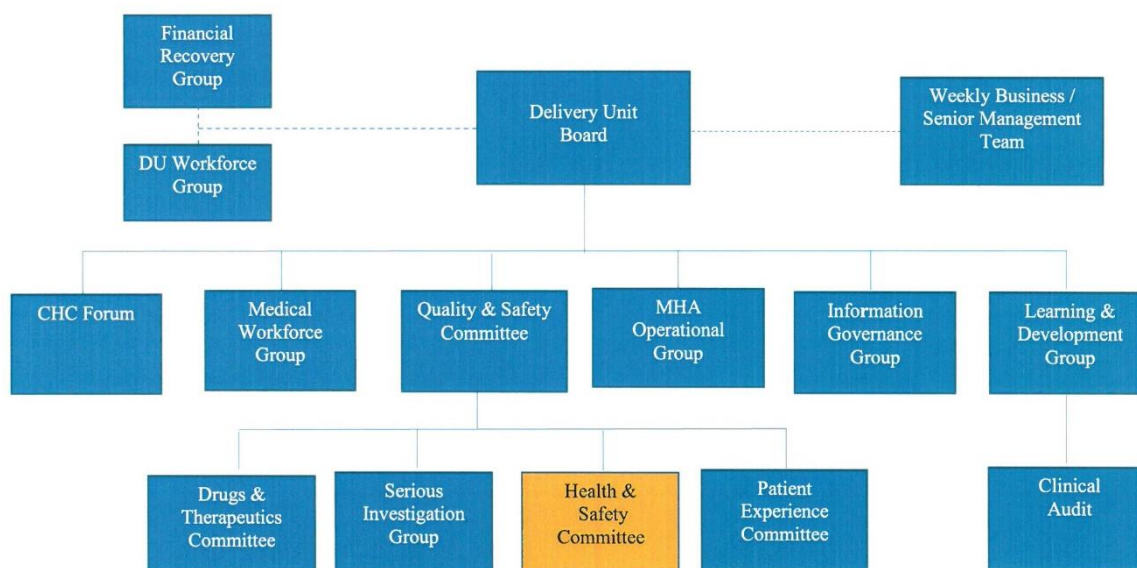 Financial
Recovery
Group
Delivery Unit
Board
Weekly Business /
Senior Management
Team
DU Workforce
Group
CHC Forum
Medical
Workforce
Group
Quality & Safety
Committee
MHA
Operational
Group
Information
Governance
Group
Learning &
Development
Group
Drugs &
Therapeutics
Committee
Serious
Investigation
Group
Health &
Safety
Committee
Patient
Experience
Committee
Clinical
Audit